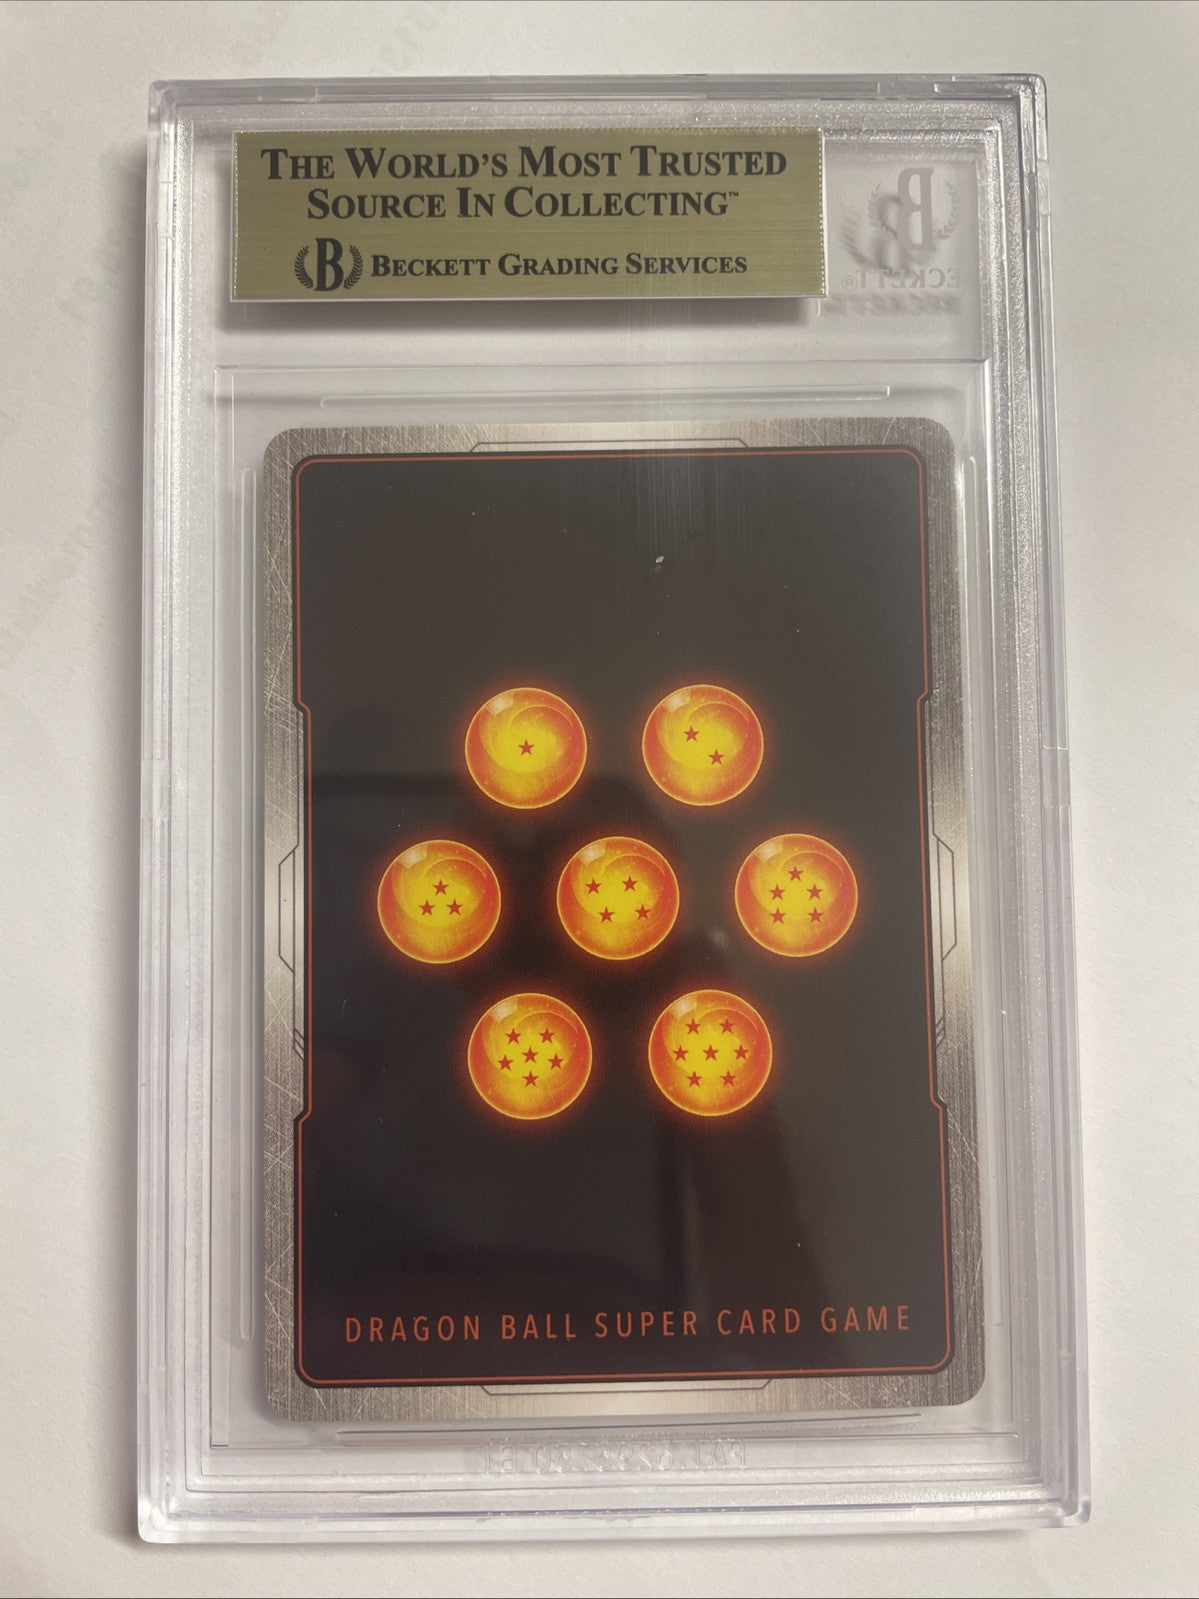 THE WORLD'S MOST TRUSTED
SOURCE IN COLLECTING™
B BECKETT GRADING SERVICES
DRAGON BALL SUPER CARD GAME